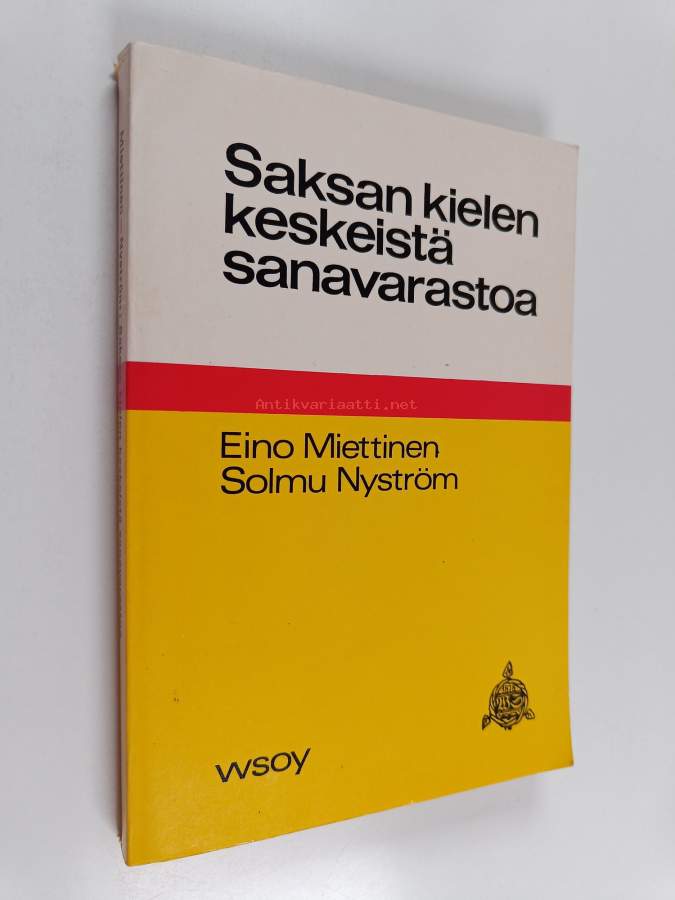 Saksan kielen
keskeistä
sanavarastoa
Antikvariaatti.net
Eino Miettinen
Solmu Nyström
wsoy